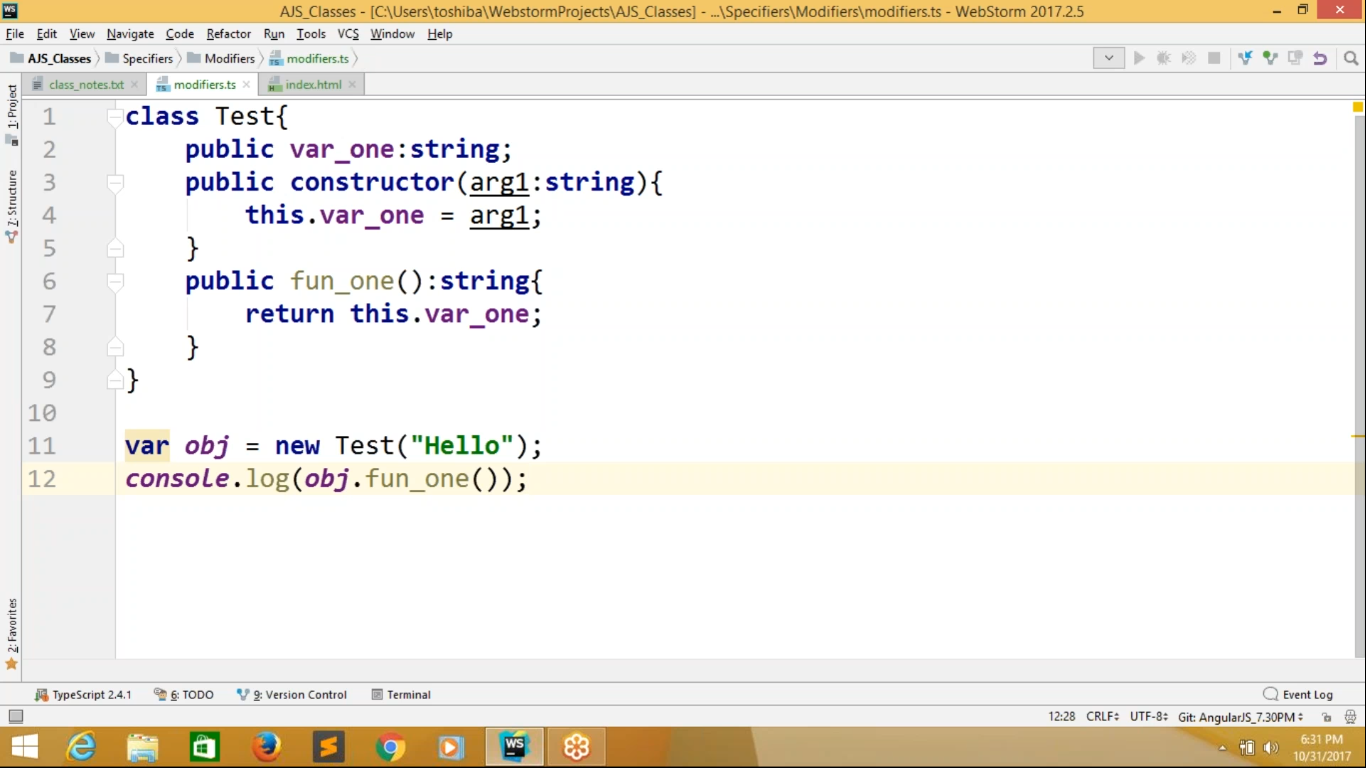 AJS_Classes - [C:\Users\toshiba\WebstormProjects\AJS_Classes] - ...\Specifiers\Modifiers\modifiers.ts - WebStorm 2017.2.5
File Edit View Navigate Code Refactor Run Tools VCS Window Help
AJS_Classes Specifiers Modifiers modifiers.ts
class_notes.txt modifiers.ts index.html
1: Project
7: Structure
2: Favorites
1 class Test{
2 public var_one:string;
3 public constructor(arg1:string){
4 this.var_one = arg1;
5 }
6 public fun_one():string{
7 return this.var_one;
8 }
9 }
10
11 var obj = new Test("Hello");
12 console.log(obj.fun_one());
TypeScript 2.4.1 6: TODO 9: Version Control Terminal Event Log
12:28 CRLF UTF-8 Git: AngularJS_7.30PM
WS
6:31 PM
10/31/2017